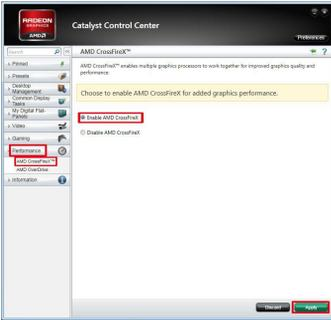 RADEON
GRAPHICS
AMD
Catalyst Control Center
Preferences
Search
Pinned
Presets
Desktop
Management
Common Display
Tasks
My Digital Flat-
Panels
Video
Gaming
Performance
AMD CrossFireX™
AMD OverDrive
Information
AMD CrossFireX™
AMD CrossFireX™ enables multiple graphics processors to work together for improved graphics quality and
performance.
Choose to enable AMD CrossFireX for added graphics performance.
Enable AMD CrossFireX
Disable AMD CrossFireX
Discard
Apply